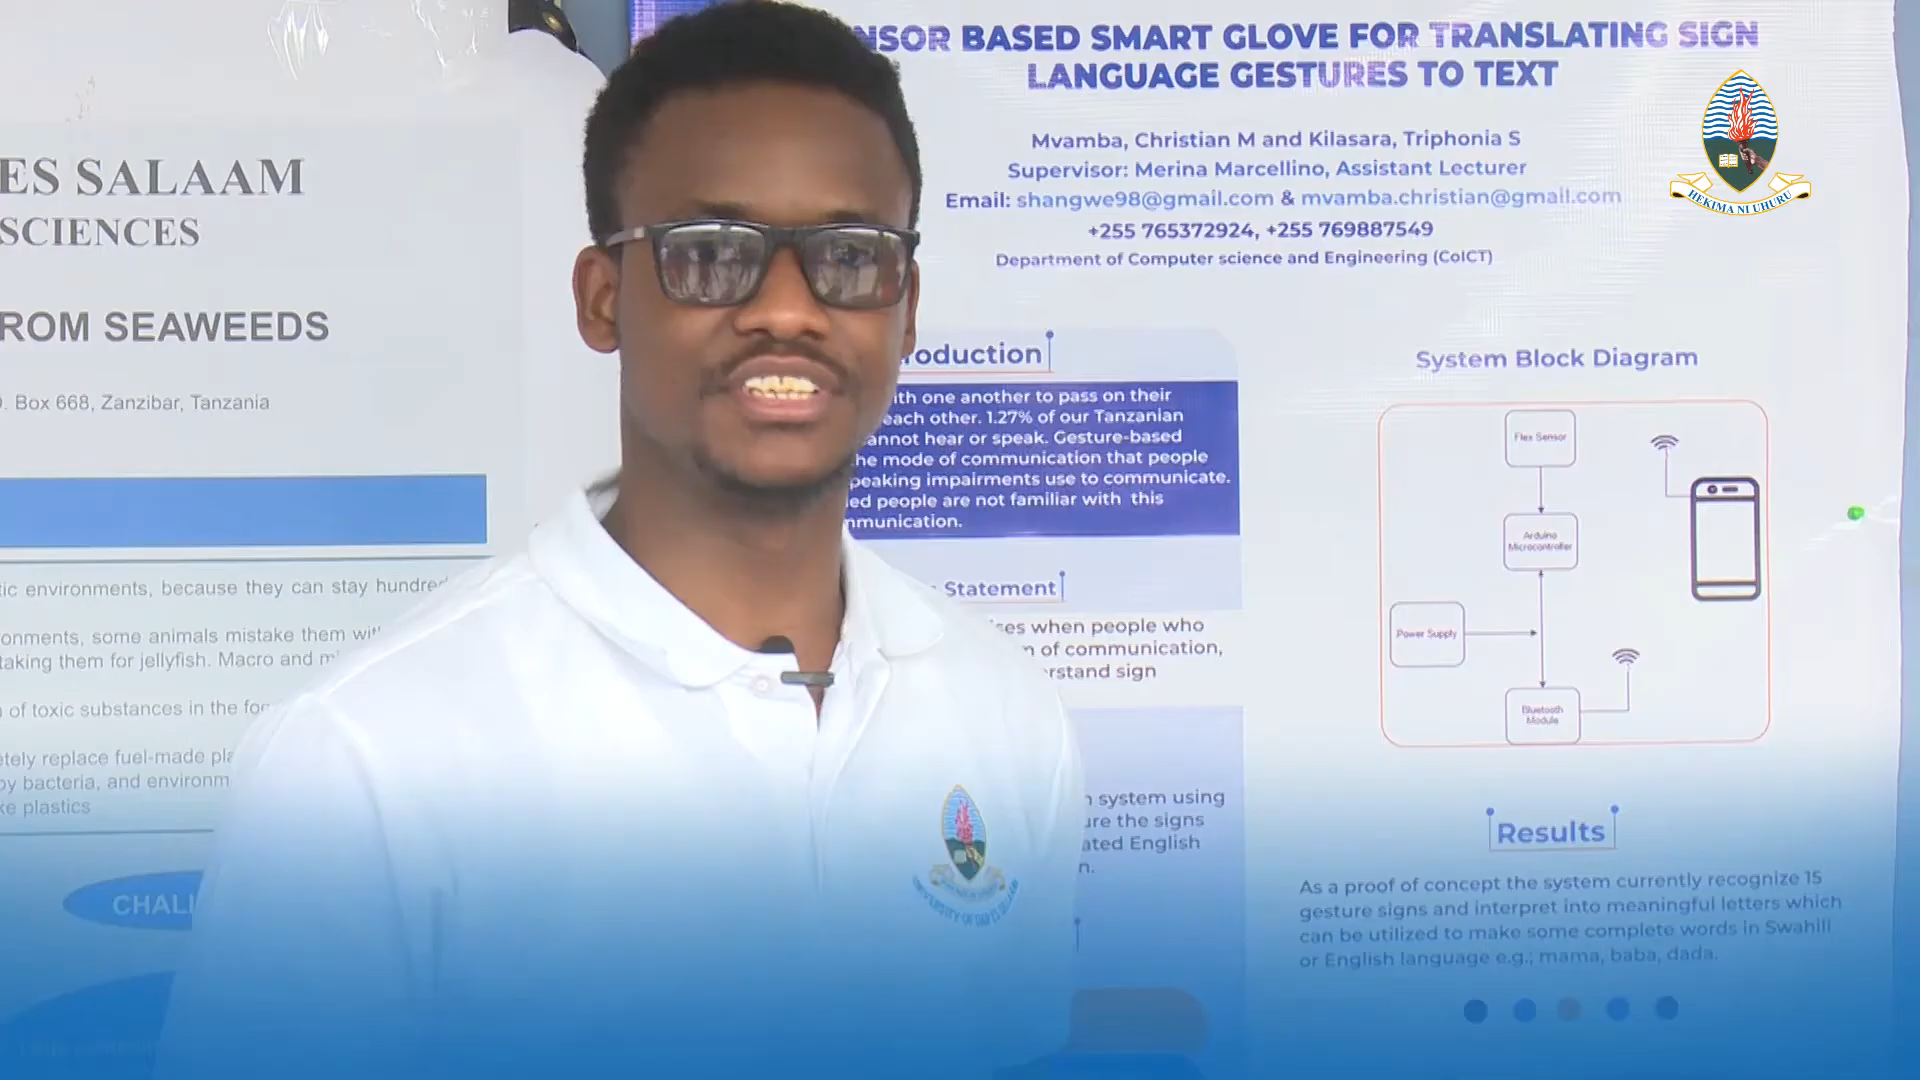 ES SALAAM
SCIENCES
ROM SEAWEEDS
. Box 668, Zanzibar, Tanzania
tic environments, because they can stay
onments, some animals mistake them
taking them for jellyfish. Macro and
of toxic substances in the
etely replace fuel-made
by bacteria, and
ke plastics
NSOR BASED SMART GLOVE FOR TRANSLATING SIGN
LANGUAGE GESTURES TO TEXT
Mvamba, Christian M and Kilasara, Triphonia S
Supervisor: Merina Marcellino, Assistant Lecturer
Email: shangwe98@gmail.com & mvamba.christian@gmail.com
+255 765372924, +255 769887549
Department of Computer science and Engineering (CoICT)
HEKIMA NI UHURU
roduction
ith one another to pass on their
each other. 1.27% of our Tanzanian
annot hear or speak. Gesture-based
he mode of communication that people
peaking impairments use to communicate.
ed people are not familiar with this
mmunication.
Statement
ses when people who
n of communication,
rstand sign
n system using
ure the signs
ated English
n.
System Block Diagram
Flex Sensor
Arduino
Microcontroller
Power Supply
Bluetooth
Module
Results
As a proof of concept the system currently recognize 15
gesture signs and interpret into meaningful letters which
can be utilized to make some complete words in Swahili
or English language e.g.; mama, baba, dada.
UNIVERSITY OF DAR ES SALAAM
CHALL